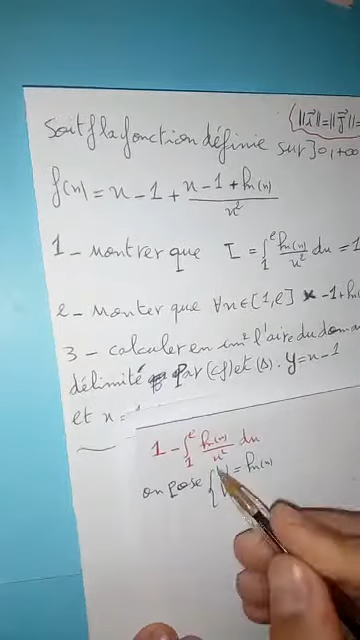 { ||i⃗||=||j⃗||=
Soit f la fonction définie sur ]0,+∞
f(x) = x - 1 + (x - 1 + ln(x))/x²
1 - montrer que I = ∫₁ᵉ ln(x)/x² dx = 1
2 - monter que ∀x∈[1,e] x - 1 + ln
3 - calculer en cm² l'aire du doma
délimité par (Cf) et (Δ): y = x - 1
et x =
1 - ∫₁ᵉ ln(x)/x² dx
on pose { = ln(x)